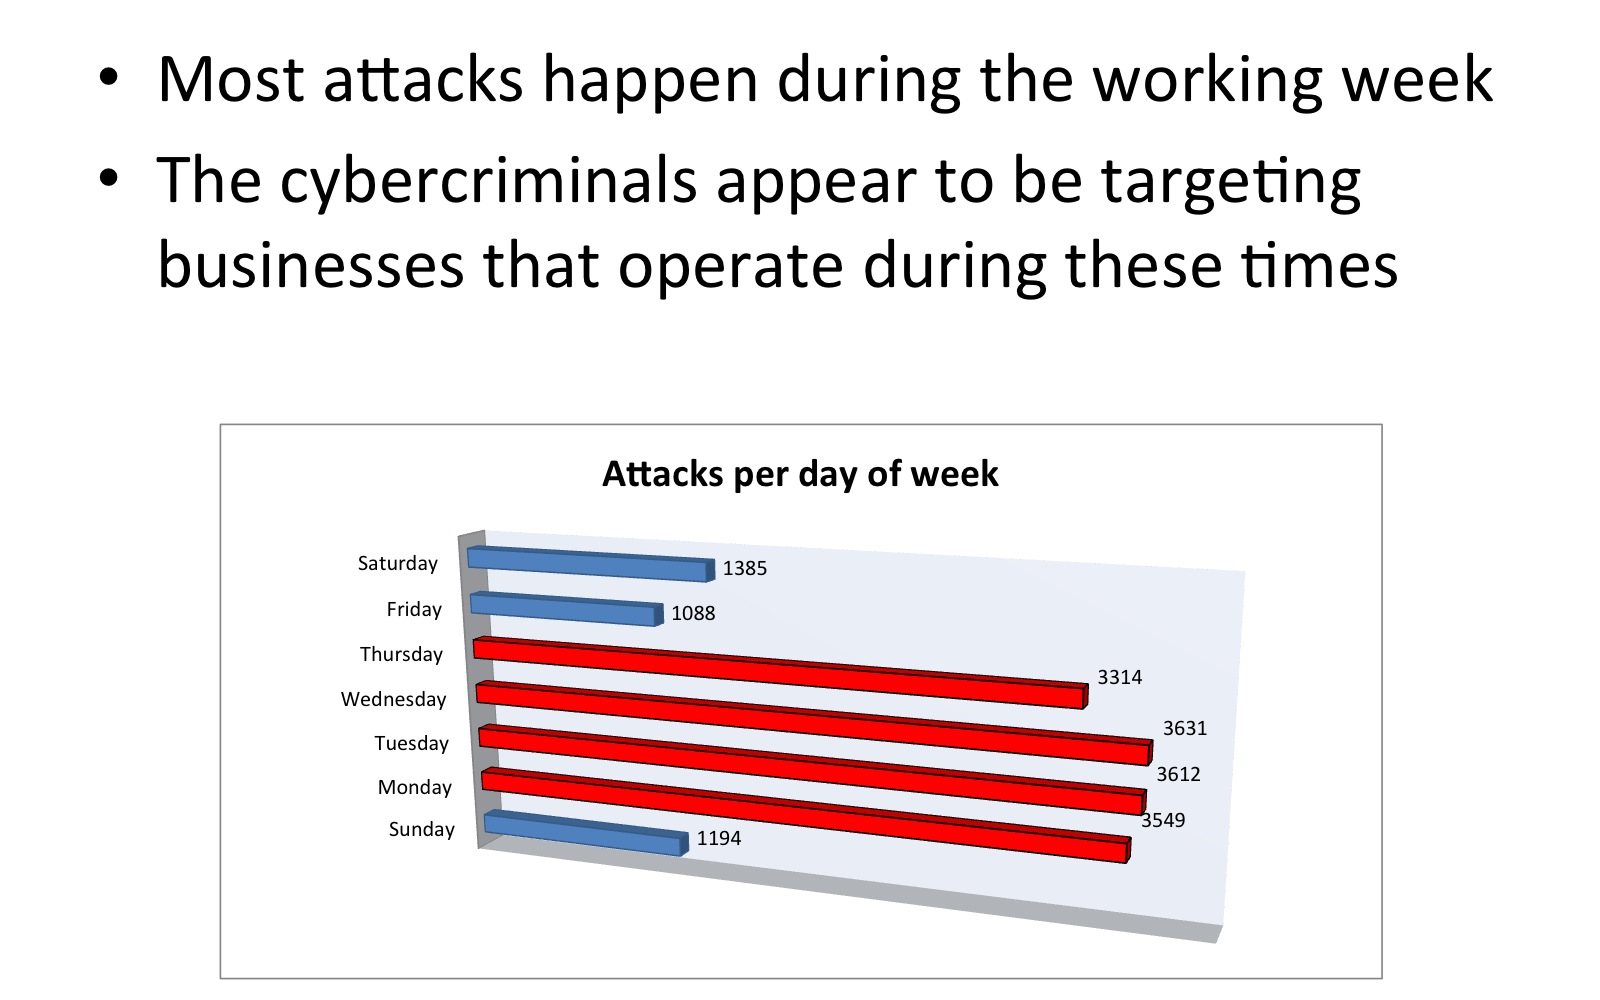 • Most attacks happen during the working week
• The cybercriminals appear to be targeting
businesses that operate during these times
Attacks per day of week
Saturday 1385
Friday 1088
Thursday 3314
Wednesday 3631
Tuesday 3612
Monday 3549
Sunday 1194